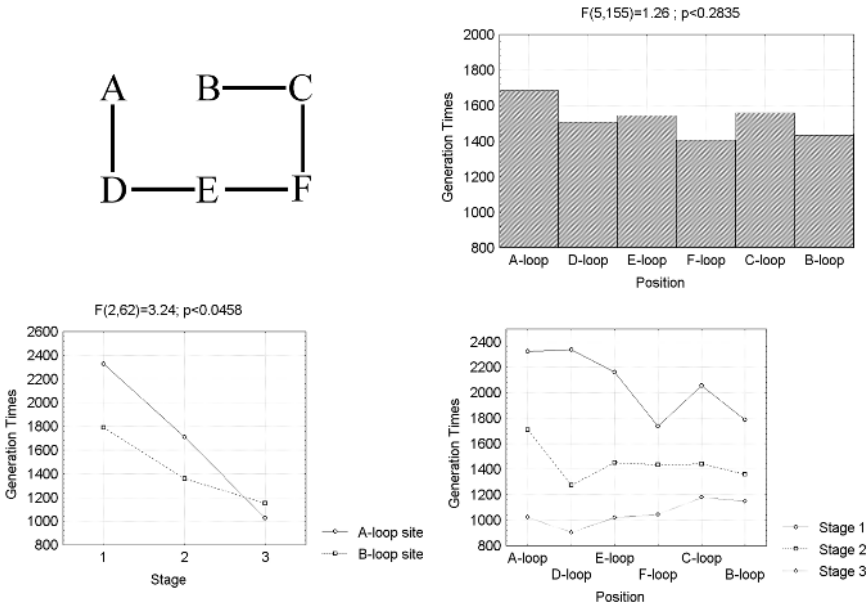 A B C
D E F
F(5,155)=1.26 ; p<0.2835
Generation Times
2000
1800
1600
1400
1200
1000
800
A-loop D-loop E-loop F-loop C-loop B-loop
Position
F(2,62)=3.24; p<0.0458
Generation Times
2600
2400
2200
2000
1800
1600
1400
1200
1000
800
1 2 3
Stage
A-loop site
B-loop site
Generation Times
2400
2200
2000
1800
1600
1400
1200
1000
800
A-loop E-loop C-loop
D-loop F-loop B-loop
Position
Stage 1
Stage 2
Stage 3